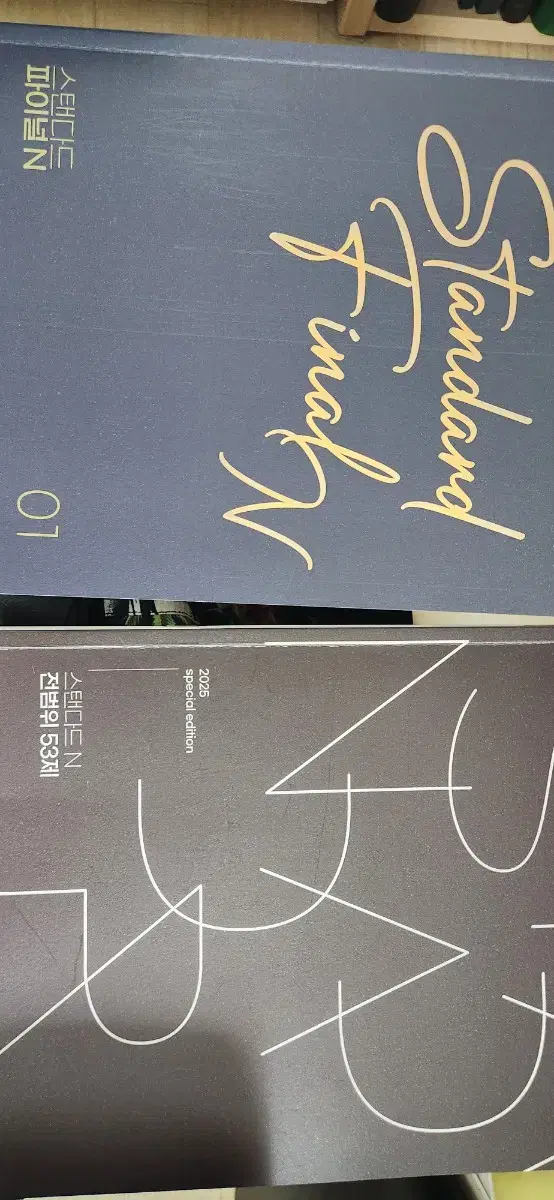 Standard
Final N
스탠다드
파이널 N
01
2025
special edition
스탠다드 N
전범위 53제